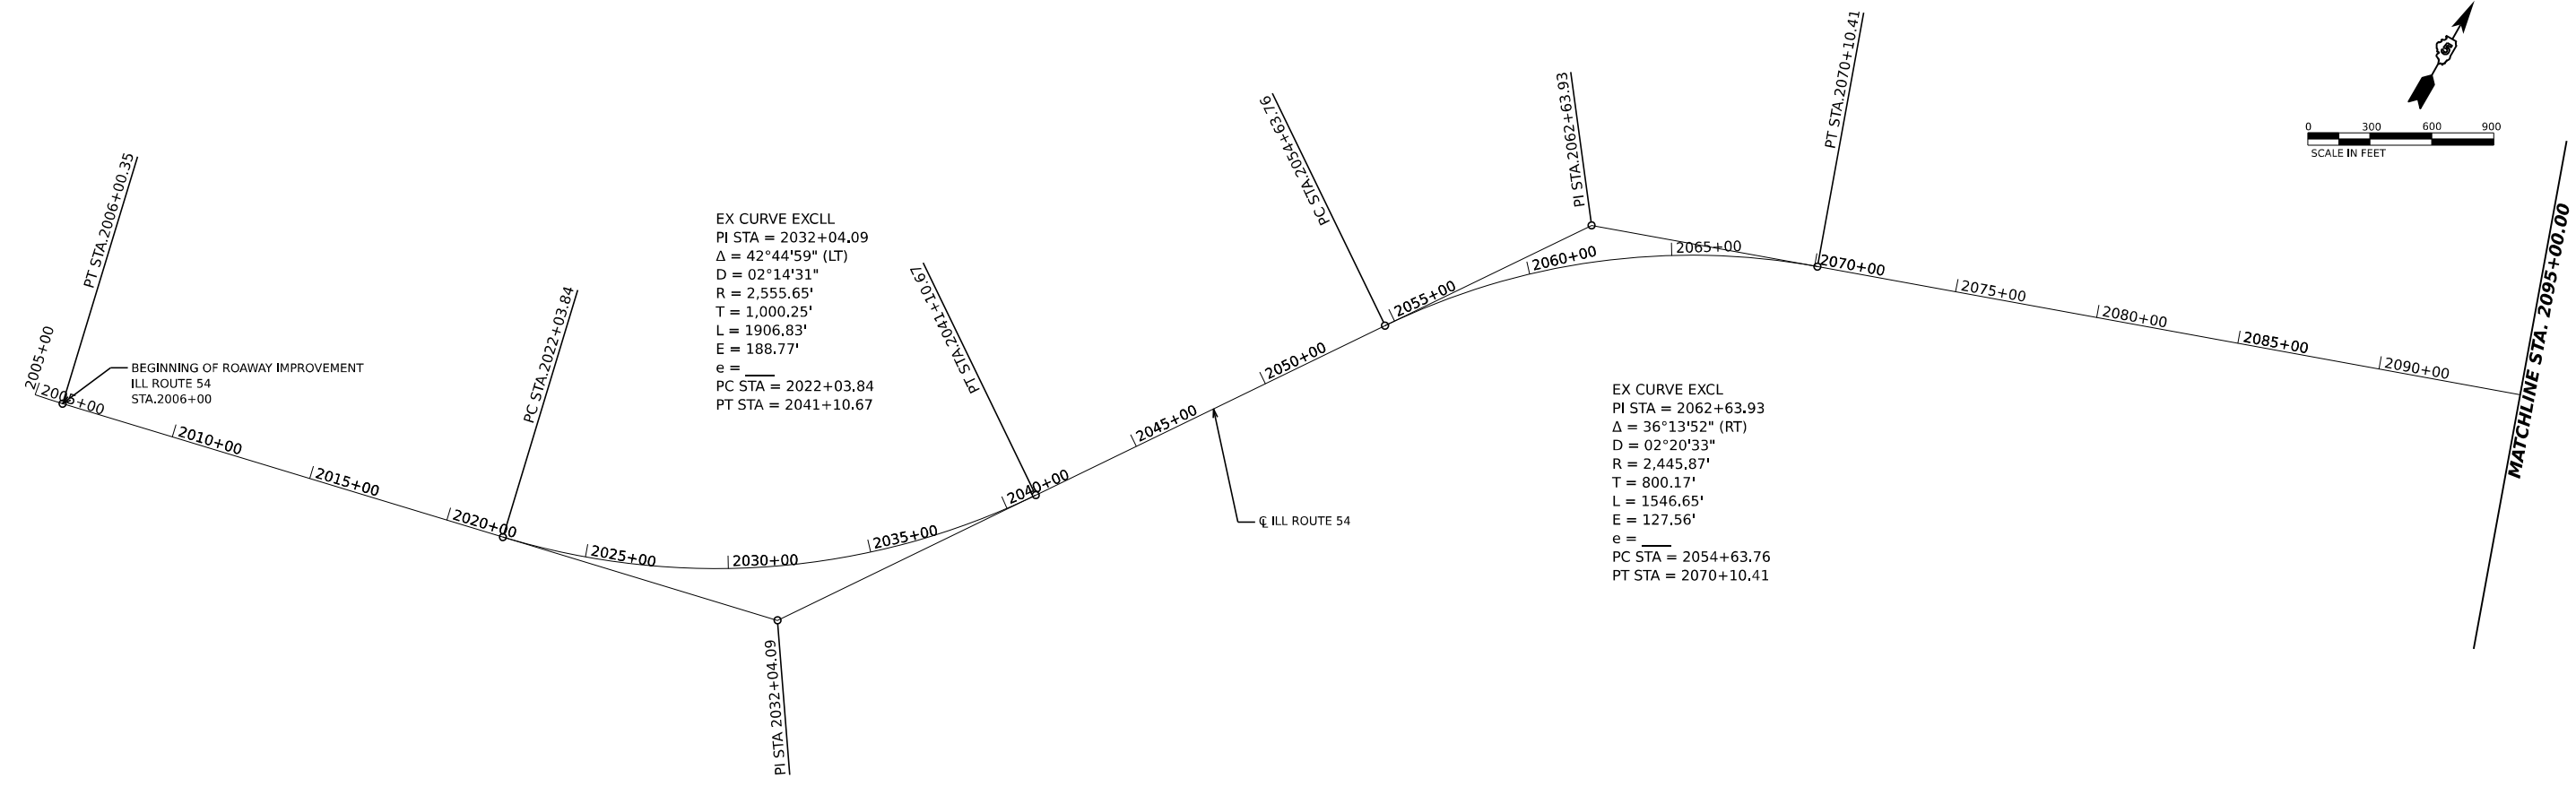 PT STA.2006+00.35
2005+00
2005+00
BEGINNING OF ROAWAY IMPROVEMENT
ILL ROUTE 54
STA.2006+00
2010+00
2015+00
2020+00
PC STA.2022+03.84
2025+00
2030+00
2035+00
2040+00
PI STA 2032+04.09
EX CURVE EXCLL
PI STA = 2032+04.09
Δ = 42°44'59" (LT)
D = 02°14'31"
R = 2,555.65'
T = 1,000.25'
L = 1906.83'
E = 188.77'
e = ___
PC STA = 2022+03.84
PT STA = 2041+10.67
PT STA.2041+10.67
2045+00
2050+00
℄ ILL ROUTE 54
PC STA.2054+63.76
2055+00
2060+00
PI STA.2062+63.93
2065+00
2070+00
PT STA.2070+10.41
EX CURVE EXCL
PI STA = 2062+63.93
Δ = 36°13'52" (RT)
D = 02°20'33"
R = 2,445.87'
T = 800.17'
L = 1546.65'
E = 127.56'
e = ___
PC STA = 2054+63.76
PT STA = 2070+10.41
2075+00
2080+00
2085+00
2090+00
0 300 600 900
SCALE IN FEET
MATCHLINE STA. 2095+00.00